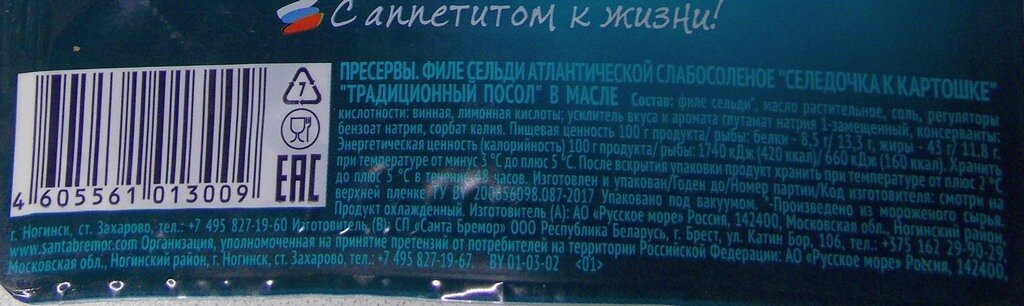 С аппетитом к жизни!
ПРЕСЕРВЫ. ФИЛЕ СЕЛЬДИ АТЛАНТИЧЕСКОЙ СЛАБОСОЛЕНОЕ "СЕЛЕДОЧКА К КАРТОШКЕ"
"ТРАДИЦИОННЫЙ ПОСОЛ" В МАСЛЕ Состав: филе сельди*, масло растительное, соль, регуляторы
кислотности: винная, лимонная кислоты; усилитель вкуса и аромата глутамат натрия 1-замещенный, консерванты:
бензоат натрия, сорбат калия. Пищевая ценность 100 г продукта/ рыбы: белки - 8,5 г/ 13,3 г, жиры - 43 г/ 11,8 г.
Энергетическая ценность (калорийность) 100 г продукта/ рыбы: 1740 кДж (420 ккал)/ 660 кДж (160 ккал). Хранить
при температуре от минус 3 °С до плюс 5 °С. После вскрытия упаковки продукт хранить при температуре от плюс 2 °С
до плюс 5 °С в течение 48 часов. Изготовлен и упакован/Годен до/Номер партии/Код изготовителя: смотри на
верхней пленке. ТУ BY 200656098.087-2017 Упаковано под вакуумом. *Произведено из мороженого сырья.
Продукт охлажденный. Изготовитель (А): АО «Русское море» Россия, 142400, Московская обл., Ногинский район,
г. Ногинск, ст. Захарово, тел.: +7 495 827-19-60 Изготовитель (В): СП «Санта Бремор» ООО Республика Беларусь, г. Брест, ул. Катин Бор, 106, тел.: +375 162 29-90-29.
www.santabremor.com Организация, уполномоченная на принятие претензий от потребителей на территории Российской Федерации: АО «Русское море» Россия, 142400,
Московская обл., Ногинский район, г. Ногинск, ст. Захарово, тел.: +7 495 827-19-67. BY 01-03-02 <01>
7
EAC
4 605561 013009